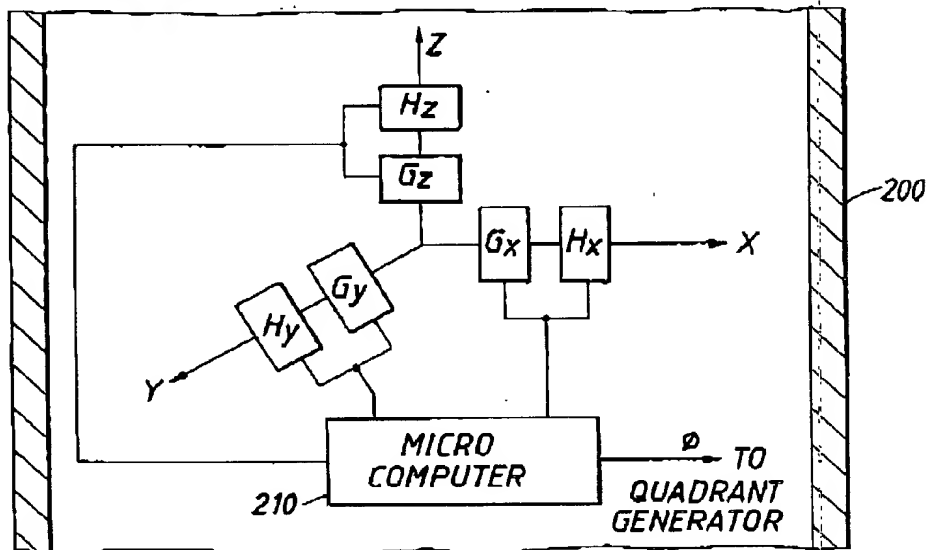 Z
Hz
Gz
200
Gx
Hx
X
Gy
Hy
Y
MICRO
COMPUTER
210
ø
TO
QUADRANT
GENERATOR